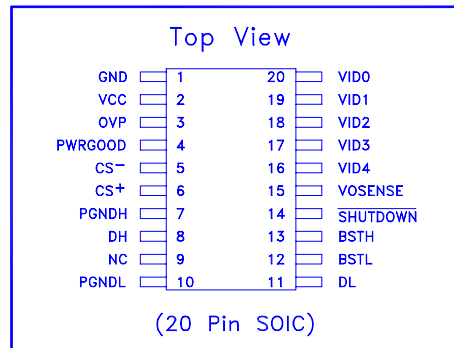 Top View
GND 1 20 VID0
VCC 2 19 VID1
OVP 3 18 VID2
PWRGOOD 4 17 VID3
CS- 5 16 VID4
CS+ 6 15 VOSENSE
PGNDH 7 14 SHUTDOWN
DH 8 13 BSTH
NC 9 12 BSTL
PGNDL 10 11 DL
(20 Pin SOIC)